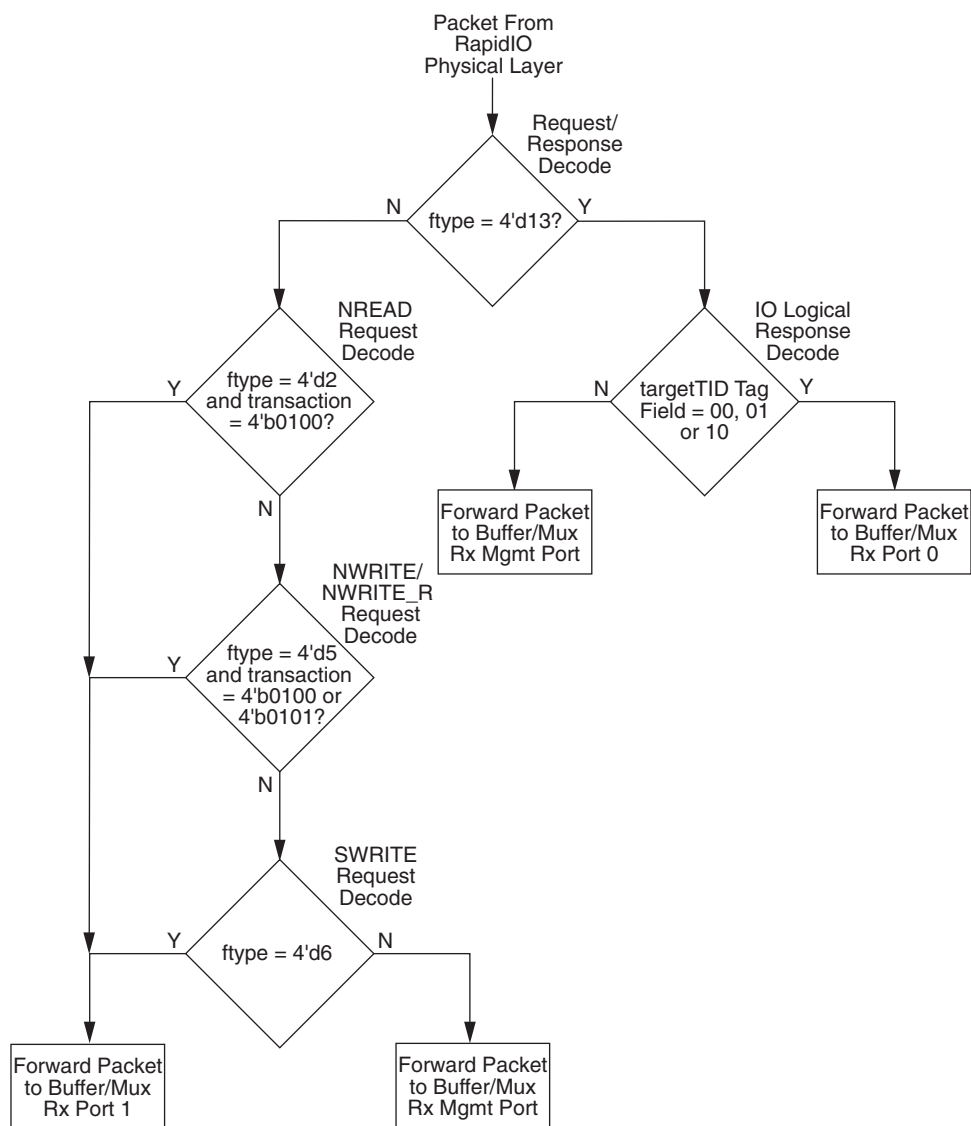 Packet From
RapidIO
Physical Layer
Request/
Response
Decode
N
ftype = 4'd13?
Y
NREAD
Request
Decode
IO Logical
Response
Decode
Y
ftype = 4'd2
and transaction
= 4'b0100?
N
targetTID Tag
Field = 00, 01
or 10
Y
N
Forward Packet
to Buffer/Mux
Rx Mgmt Port
Forward Packet
to Buffer/Mux
Rx Port 0
NWRITE/
NWRITE_R
Request
Decode
Y
ftype = 4'd5
and transaction
= 4'b0100 or
4'b0101?
N
SWRITE
Request
Decode
Y
ftype = 4'd6
N
Forward Packet
to Buffer/Mux
Rx Port 1
Forward Packet
to Buffer/Mux
Rx Mgmt Port